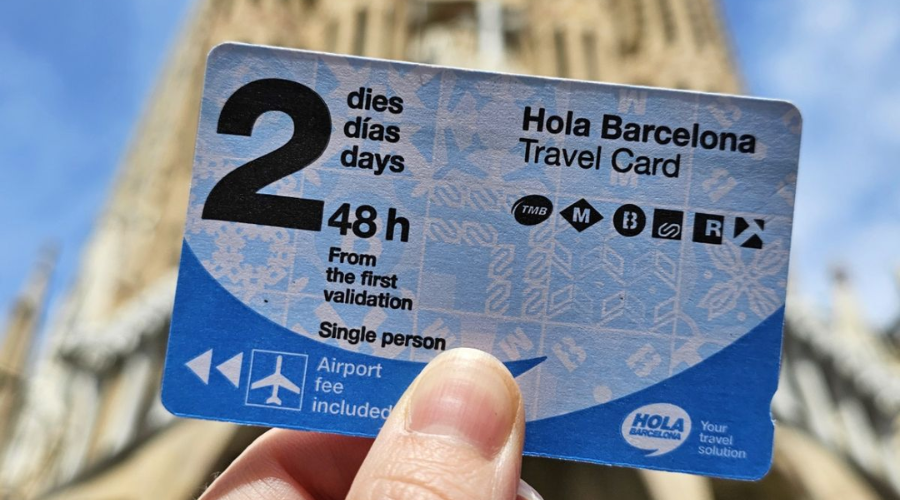 2
dies
días
days
48 h
From
the first
validation
Single person
Airport
fee
included
Hola Barcelona
Travel Card
TMB
M
B
R
HOLA
BARCELONA
Your
travel
solution